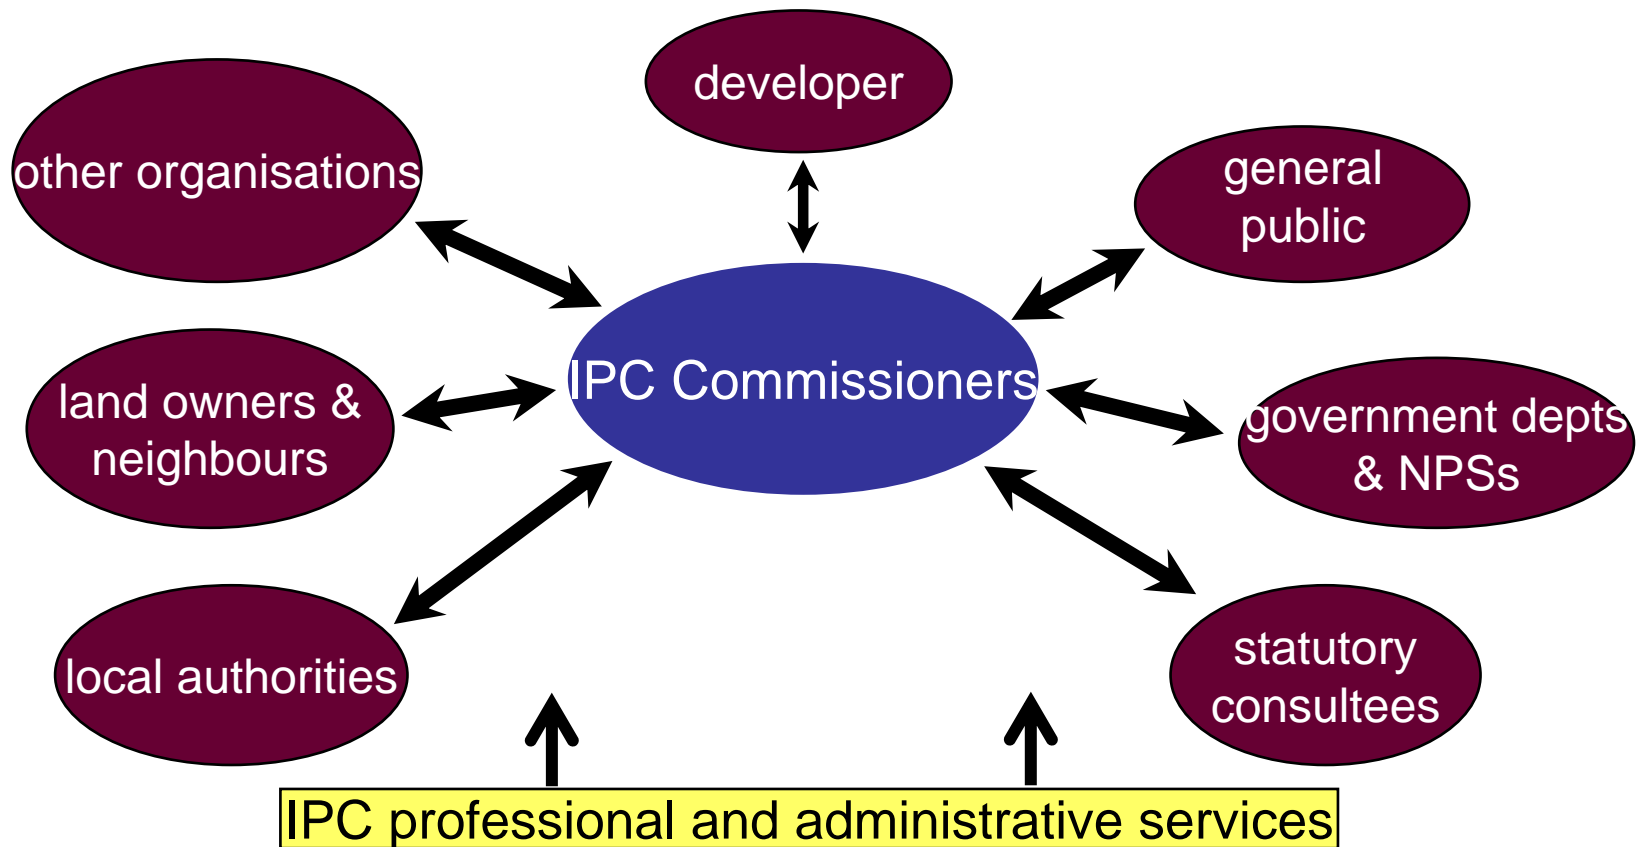 developer
other organisations
general
public
IPC Commissioners
land owners &
neighbours
government depts
& NPSs
local authorities
statutory
consultees
IPC professional and administrative services